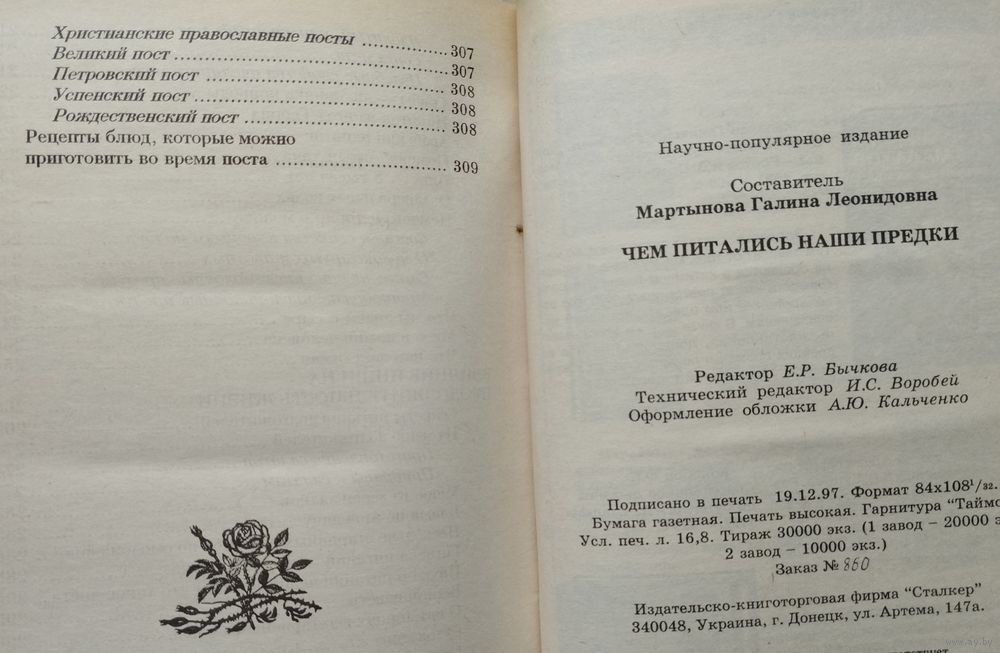 Христианские православные посты ............ 307
Великий пост ............ 307
Петровский пост ............ 308
Успенский пост ............ 308
Рождественский пост ............ 308
Рецепты блюд, которые можно
приготовить во время поста ............ 309
Научно-популярное издание
Составитель
Мартынова Галина Леонидовна
ЧЕМ ПИТАЛИСЬ НАШИ ПРЕДКИ
Редактор Е.Р. Бычкова
Технический редактор И.С. Воробей
Оформление обложки А.Ю. Кальченко
Подписано в печать 19.12.97. Формат 84x108¹/₃₂.
Бумага газетная. Печать высокая. Гарнитура "Таймс
Усл. печ. л. 16,8. Тираж 30000 экз. (1 завод – 20000 э
2 завод – 10000 экз.)
Заказ № 860
Издательско-книготорговая фирма "Сталкер"
340048, Украина, г. Донецк, ул. Артема, 147а.
www.ay.by